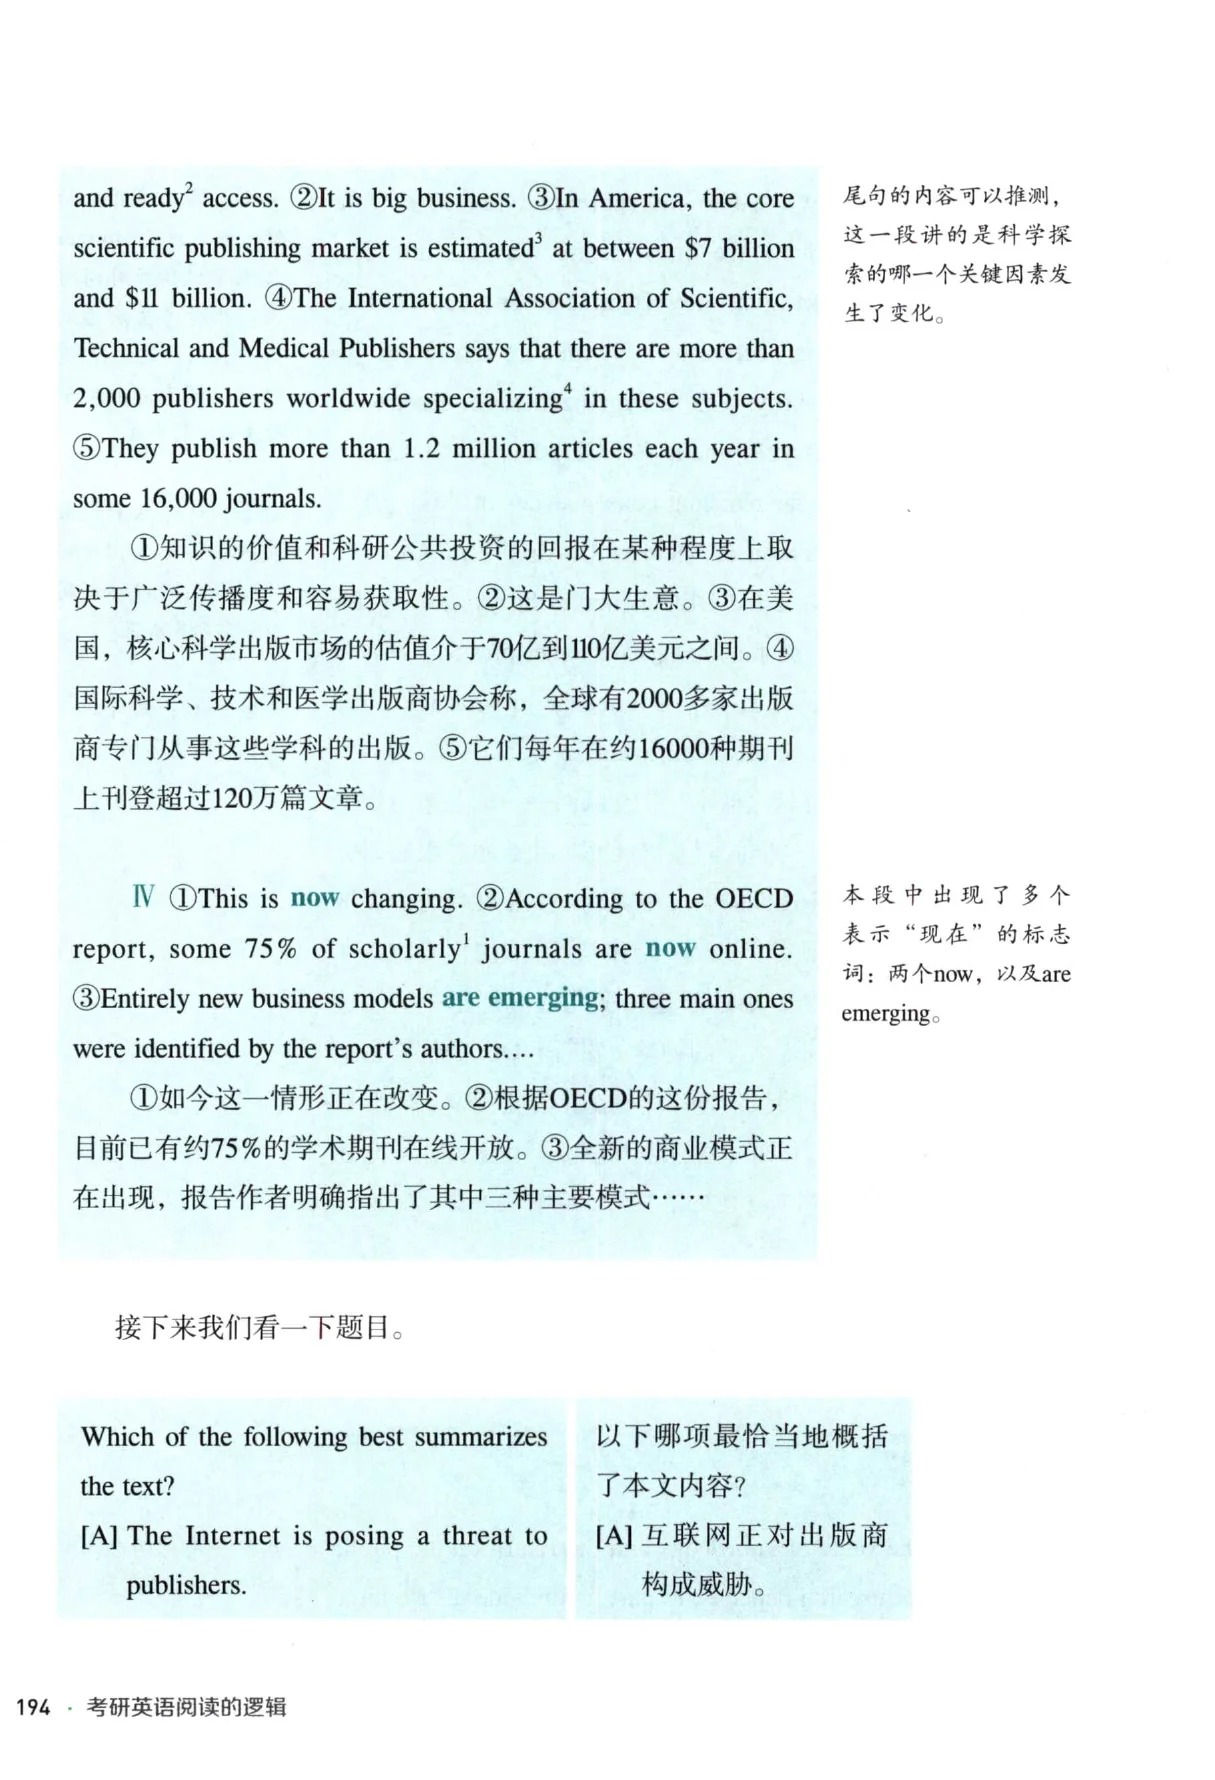 and ready² access. ②It is big business. ③In America, the core
scientific publishing market is estimated³ at between $7 billion
and $11 billion. ④The International Association of Scientific,
Technical and Medical Publishers says that there are more than
2,000 publishers worldwide specializing⁴ in these subjects.
⑤They publish more than 1.2 million articles each year in
some 16,000 journals.
①知识的价值和科研公共投资的回报在某种程度上取
决于广泛传播度和容易获取性。②这是门大生意。③在美
国，核心科学出版市场的估值介于70亿到110亿美元之间。④
国际科学、技术和医学出版商协会称，全球有2000多家出版
商专门从事这些学科的出版。⑤它们每年在约16000种期刊
上刊登超过120万篇文章。
尾句的内容可以推测，
这一段讲的是科学探
索的哪一个关键因素发
生了变化。
Ⅳ ①This is now changing. ②According to the OECD
report, some 75% of scholarly¹ journals are now online.
③Entirely new business models are emerging; three main ones
were identified by the report's authors....
①如今这一情形正在改变。②根据OECD的这份报告，
目前已有约75%的学术期刊在线开放。③全新的商业模式正
在出现，报告作者明确指出了其中三种主要模式……
本段中出现了多个
表示“现在”的标志
词：两个now，以及are
emerging。
接下来我们看一下题目。
Which of the following best summarizes
the text?
[A] The Internet is posing a threat to
publishers.
以下哪项最恰当地概括
了本文内容？
[A] 互联网正对出版商
构成威胁。
194 · 考研英语阅读的逻辑